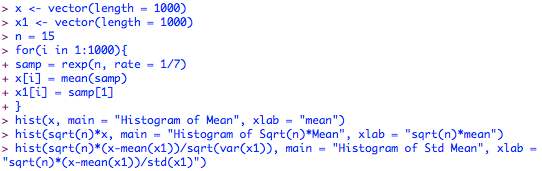 > x <- vector(length = 1000)
> x1 <- vector(length = 1000)
> n = 15
> for(i in 1:1000){
+ samp = rexp(n, rate = 1/7)
+ x[i] = mean(samp)
+ x1[i] = samp[1]
+ }
> hist(x, main = "Histogram of Mean", xlab = "mean")
> hist(sqrt(n)*x, main = "Histogram of Sqrt(n)*Mean", xlab = "sqrt(n)*mean")
> hist(sqrt(n)*(x-mean(x1))/sqrt(var(x1)), main = "Histogram of Std Mean", xlab =
"sqrt(n)*(x-mean(x1))/std(x1)")